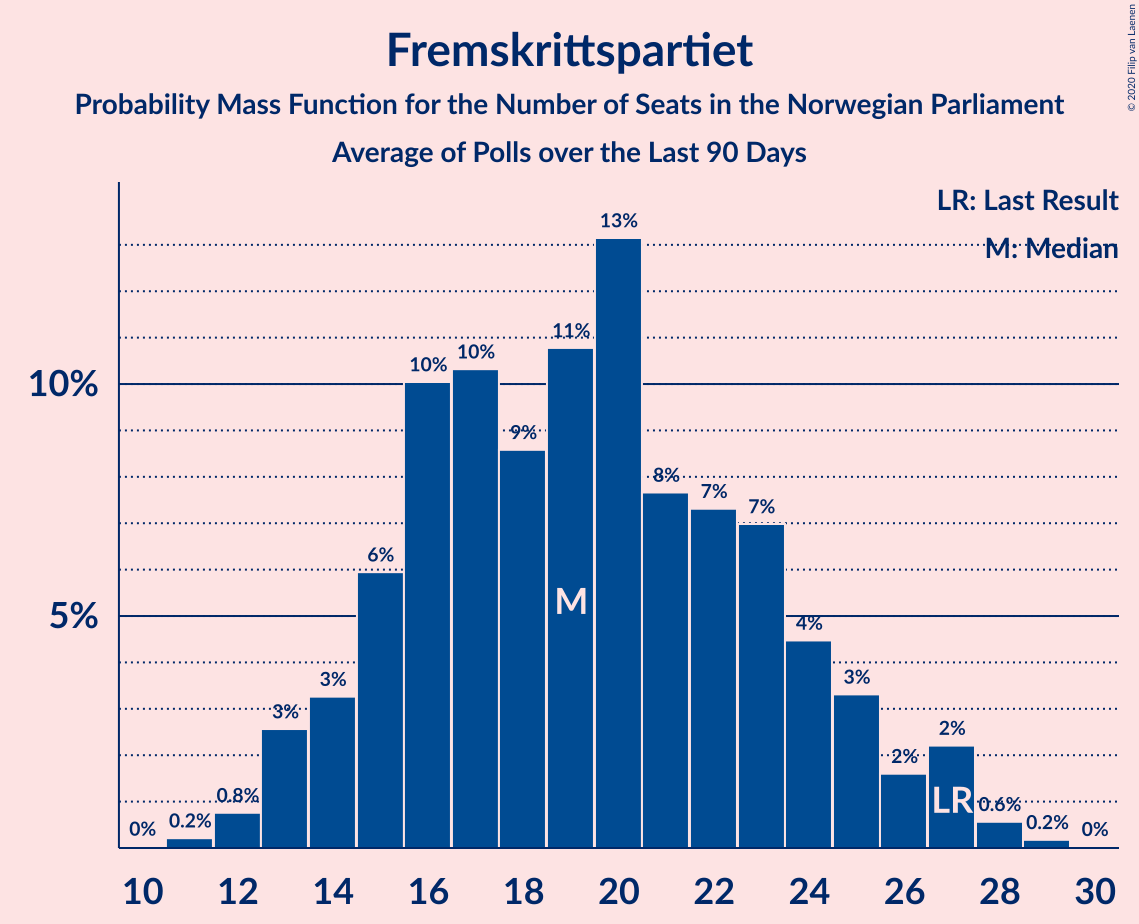 Fremskrittspartiet
Probability Mass Function for the Number of Seats in the Norwegian Parliament
Average of Polls over the Last 90 Days
© 2020 Filip van Laenen
LR: Last Result
M: Median
10%
5%
0%
0.2%
0.8%
3%
3%
6%
10%
10%
9%
11%
13%
8%
7%
7%
4%
3%
2%
2%
0.6%
0.2%
0%
M
LR
10 12 14 16 18 20 22 24 26 28 30